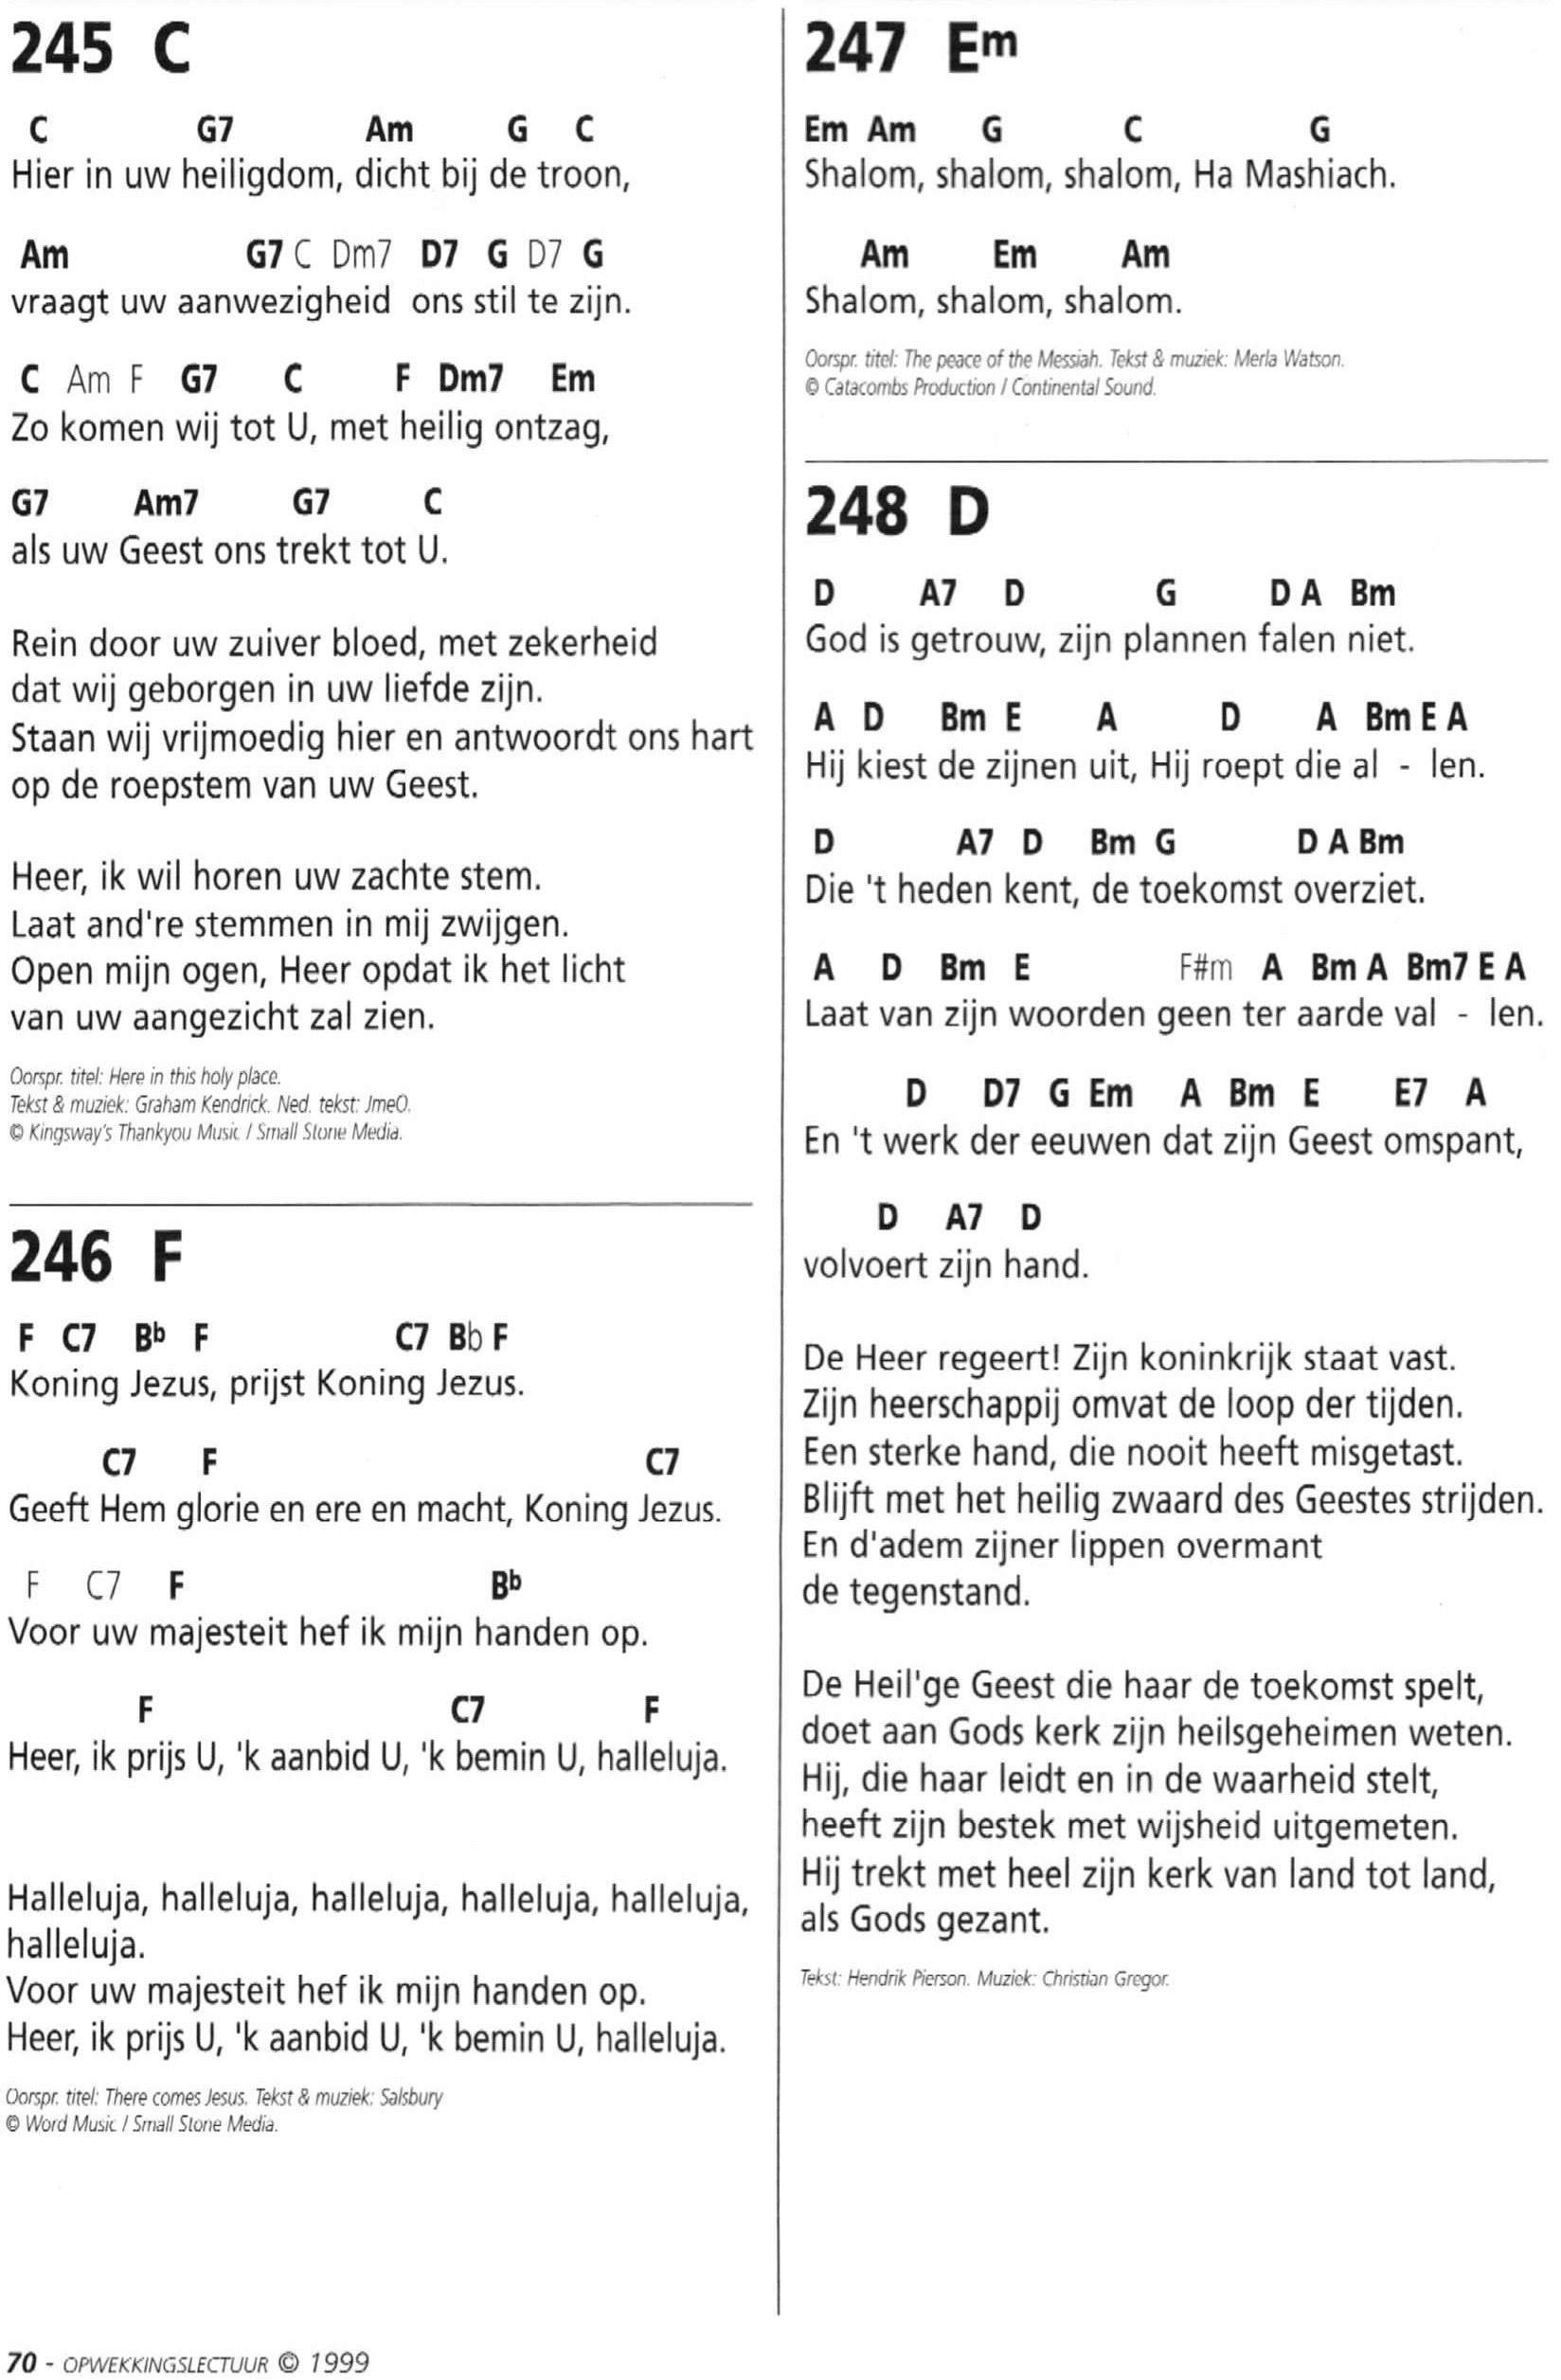 245 C
C G7 Am G C
Hier in uw heiligdom, dicht bij de troon,
Am G7 C Dm7 D7 G D7 G
vraagt uw aanwezigheid ons stil te zijn.
C Am F G7 C F Dm7 Em
Zo komen wij tot U, met heilig ontzag,
G7 Am7 G7 C
als uw Geest ons trekt tot U.
Rein door uw zuiver bloed, met zekerheid
dat wij geborgen in uw liefde zijn.
Staan wij vrijmoedig hier en antwoordt ons hart
op de roepstem van uw Geest.
Heer, ik wil horen uw zachte stem.
Laat and're stemmen in mij zwijgen.
Open mijn ogen, Heer opdat ik het licht
van uw aangezicht zal zien.
Oorspr. titel: Here in this holy place.
Tekst & muziek: Graham Kendrick. Ned. tekst: JmeO.
© Kingsway's Thankyou Music / Small Stone Media.
246 F
F C7 Bb F C7 Bb F
Koning Jezus, prijst Koning Jezus.
C7 F C7
Geeft Hem glorie en ere en macht, Koning Jezus.
F C7 F Bb
Voor uw majesteit hef ik mijn handen op.
F C7 F
Heer, ik prijs U, 'k aanbid U, 'k bemin U, halleluja.
Halleluja, halleluja, halleluja, halleluja, halleluja,
halleluja.
Voor uw majesteit hef ik mijn handen op.
Heer, ik prijs U, 'k aanbid U, 'k bemin U, halleluja.
Oorspr. titel: There comes Jesus. Tekst & muziek: Salsbury
© Word Music / Small Stone Media.
247 Em
Em Am G C G
Shalom, shalom, shalom, Ha Mashiach.
Am Em Am
Shalom, shalom, shalom.
Oorspr. titel: The peace of the Messiah. Tekst & muziek: Merla Watson.
© Catacombs Production / Continental Sound.
248 D
D A7 D G D A Bm
God is getrouw, zijn plannen falen niet.
A D Bm E A D A Bm E A
Hij kiest de zijnen uit, Hij roept die al - len.
D A7 D Bm G D A Bm
Die 't heden kent, de toekomst overziet.
A D Bm E F#m A Bm A Bm7 E A
Laat van zijn woorden geen ter aarde val - len.
D D7 G Em A Bm E E7 A
En 't werk der eeuwen dat zijn Geest omspant,
D A7 D
volvoert zijn hand.
De Heer regeert! Zijn koninkrijk staat vast.
Zijn heerschappij omvat de loop der tijden.
Een sterke hand, die nooit heeft misgetast.
Blijft met het heilig zwaard des Geestes strijden.
En d'adem zijner lippen overmant
de tegenstand.
De Heil'ge Geest die haar de toekomst spelt,
doet aan Gods kerk zijn heilsgeheimen weten.
Hij, die haar leidt en in de waarheid stelt,
heeft zijn bestek met wijsheid uitgemeten.
Hij trekt met heel zijn kerk van land tot land,
als Gods gezant.
Tekst: Hendrik Pierson. Muziek: Christian Gregor.
70 - OPWEKKINGSLECTUUR © 1999